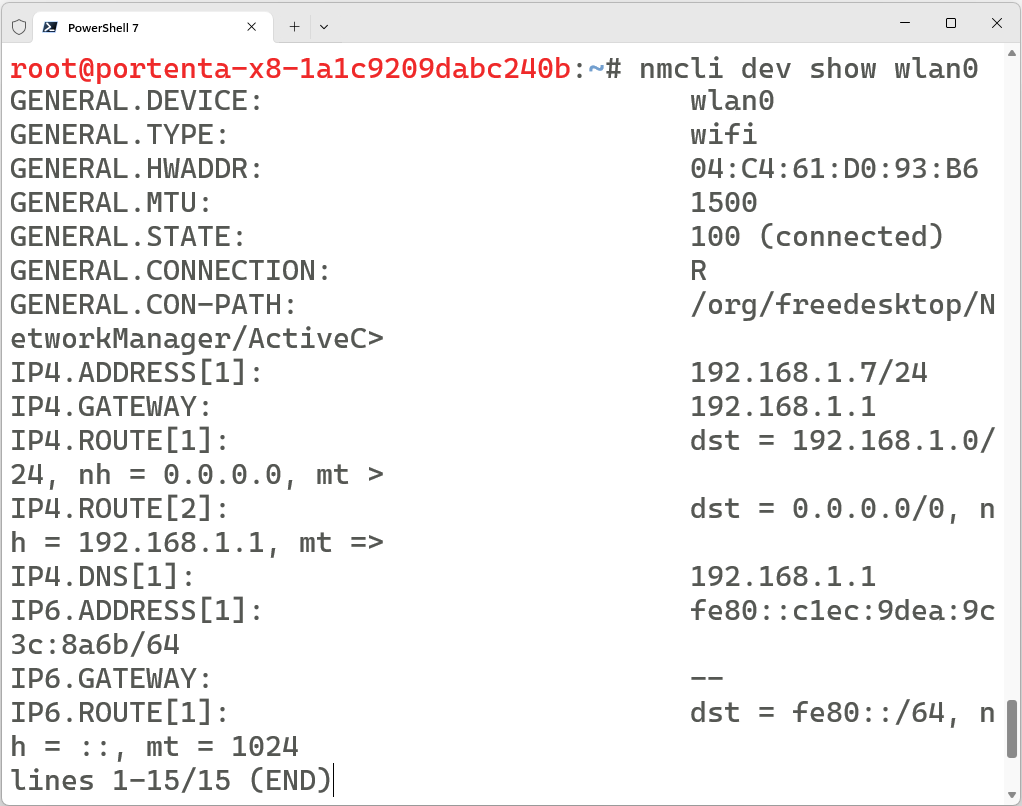 PowerShell 7
root@portenta-x8-1a1c9209dabc240b:~# nmcli dev show wlan0
GENERAL.DEVICE: wlan0
GENERAL.TYPE: wifi
GENERAL.HWADDR: 04:C4:61:D0:93:B6
GENERAL.MTU: 1500
GENERAL.STATE: 100 (connected)
GENERAL.CONNECTION: R
GENERAL.CON-PATH: /org/freedesktop/N
etworkManager/ActiveC>
IP4.ADDRESS[1]: 192.168.1.7/24
IP4.GATEWAY: 192.168.1.1
IP4.ROUTE[1]: dst = 192.168.1.0/
24, nh = 0.0.0.0, mt >
IP4.ROUTE[2]: dst = 0.0.0.0/0, n
h = 192.168.1.1, mt =>
IP4.DNS[1]: 192.168.1.1
IP6.ADDRESS[1]: fe80::c1ec:9dea:9c
3c:8a6b/64
IP6.GATEWAY: --
IP6.ROUTE[1]: dst = fe80::/64, n
h = ::, mt = 1024
lines 1-15/15 (END)